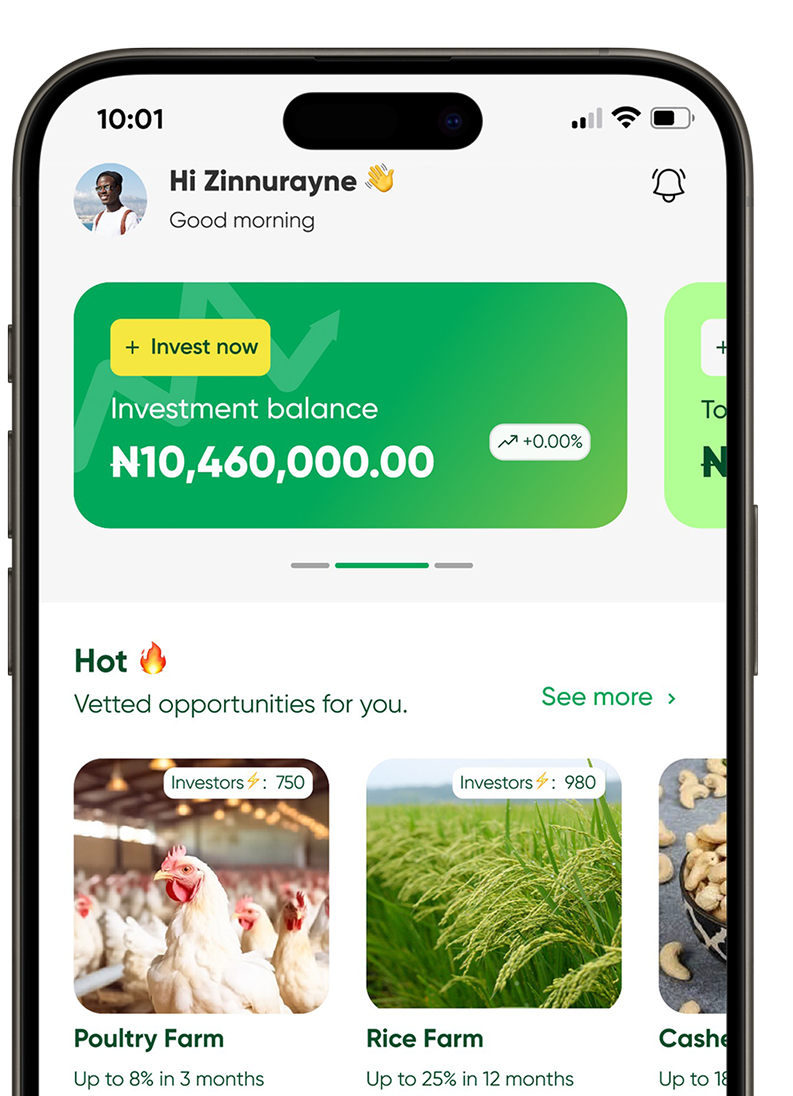 10:01
Hi Zinnurayne 👋
Good morning
+ Invest now
Investment balance
₦10,460,000.00
+0.00%
+
To
₦
Hot 🔥
Vetted opportunities for you.
See more >
Investors⚡: 750
Investors⚡: 980
Poultry Farm
Rice Farm
Cashe
Up to 8% in 3 months
Up to 25% in 12 months
Up to 18